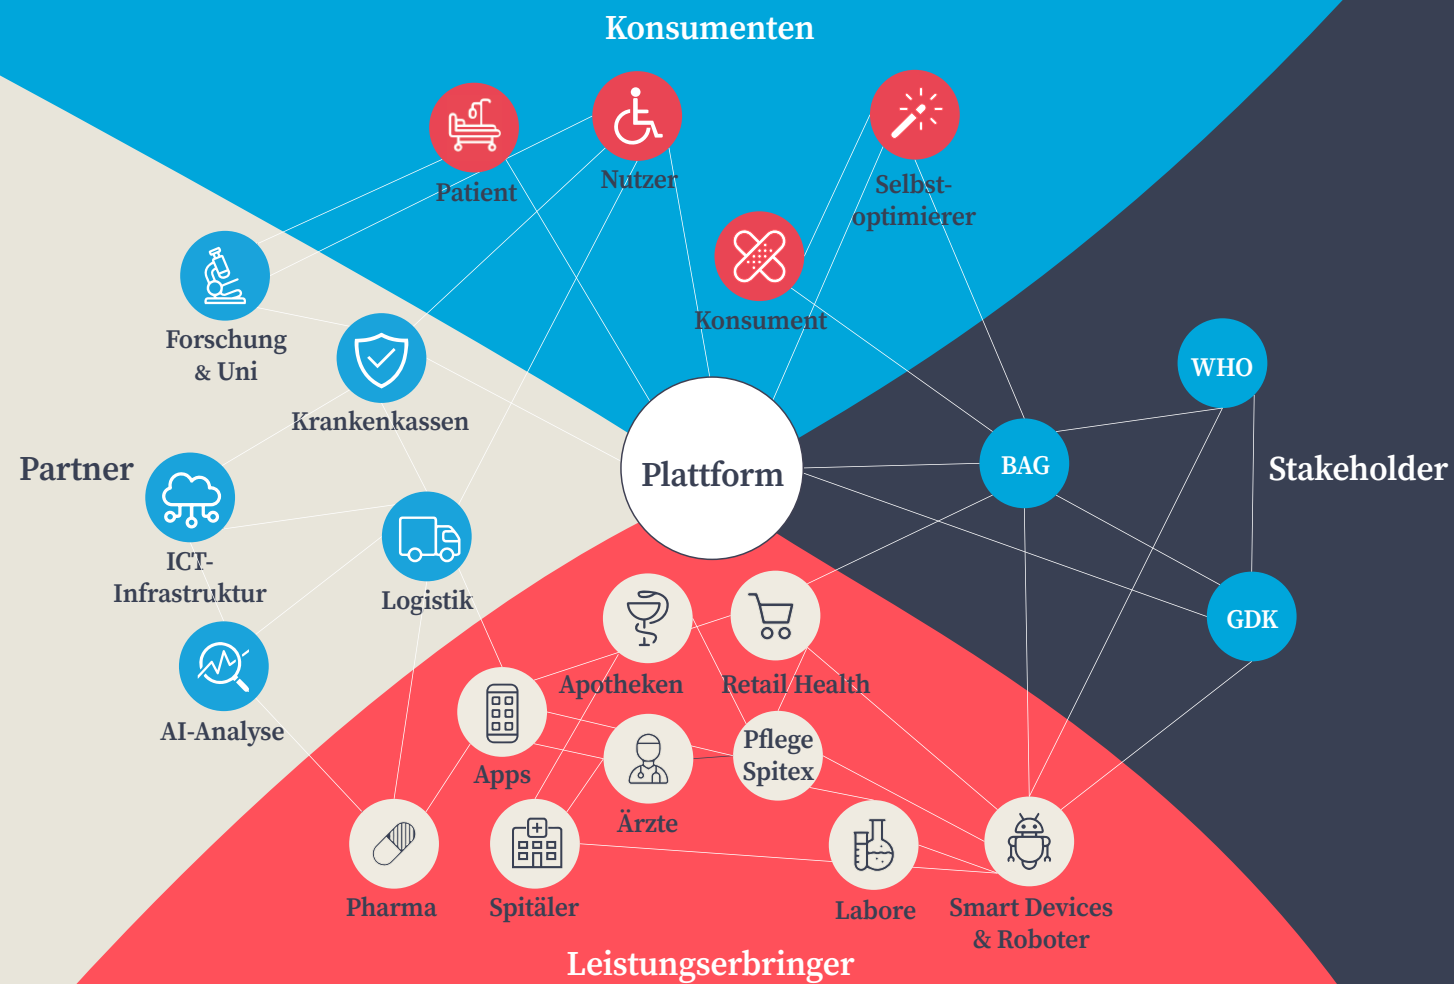 Konsumenten
Patient
Nutzer
Selbst-
optimierer
Konsument
Forschung
& Uni
Krankenkassen
WHO
Partner
Plattform
BAG
Stakeholder
ICT-
Infrastruktur
Logistik
GDK
AI-Analyse
Apotheken
Retail Health
Apps
Pflege
Spitex
Ärzte
Pharma
Spitäler
Labore
Smart Devices
& Roboter
Leistungserbringer